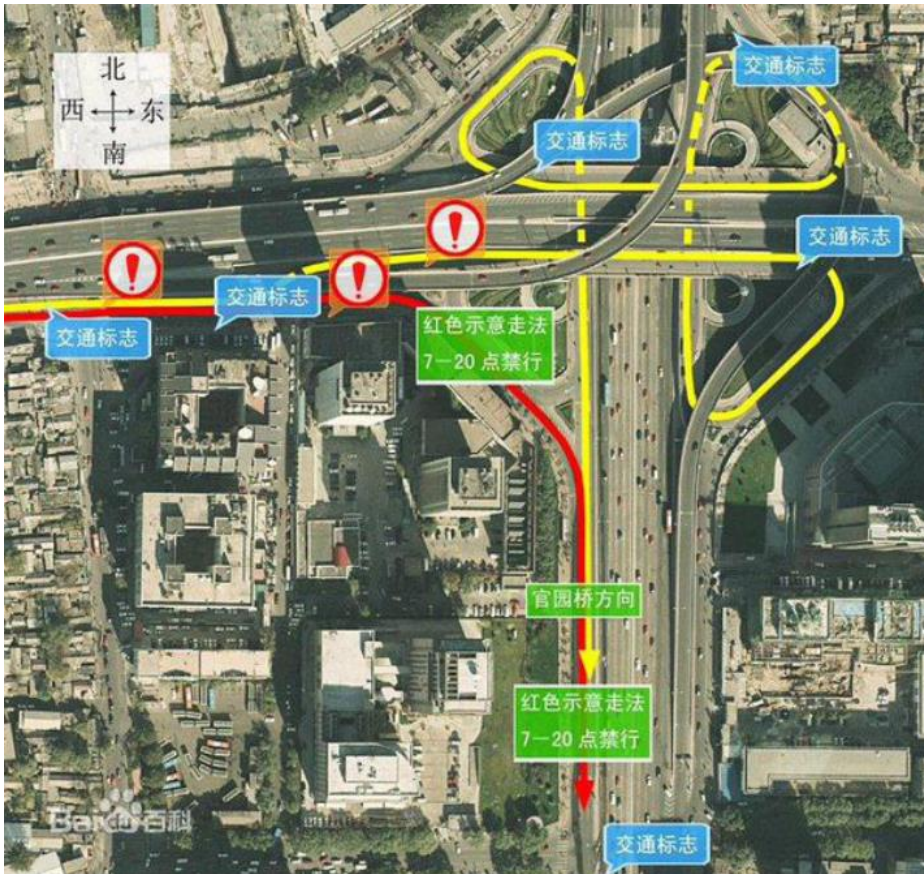 北
西 东
南
交通标志
交通标志
交通标志
交通标志
交通标志
红色示意走法
7—20 点禁行
官园桥方向
红色示意走法
7—20 点禁行
Baidu百科
交通标志